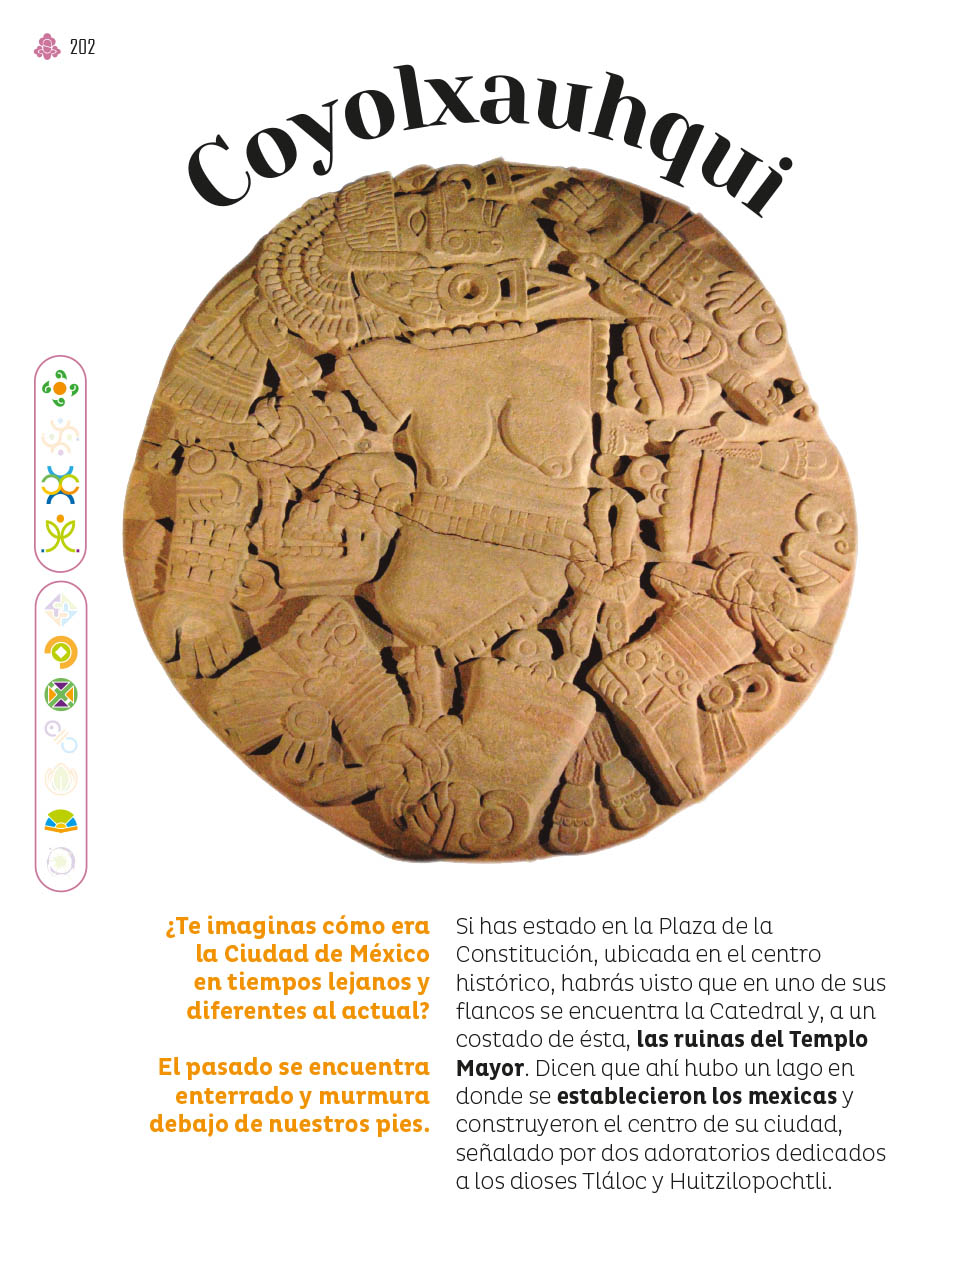 202
Coyolxauhqui
¿Te imaginas cómo era
la Ciudad de México
en tiempos lejanos y
diferentes al actual?
El pasado se encuentra
enterrado y murmura
debajo de nuestros pies.
Si has estado en la Plaza de la
Constitución, ubicada en el centro
histórico, habrás visto que en uno de sus
flancos se encuentra la Catedral y, a un
costado de ésta, las ruinas del Templo
Mayor. Dicen que ahí hubo un lago en
donde se establecieron los mexicas y
construyeron el centro de su ciudad,
señalado por dos adoratorios dedicados
a los dioses Tláloc y Huitzilopochtli.